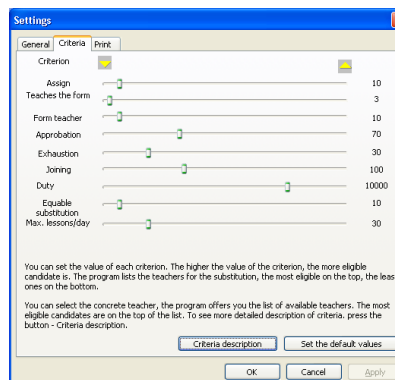 Settings
General Criteria Print
Criterion
Assign 10
Teaches the form 3
Form teacher 10
Approbation 70
Exhaustion 30
Joining 100
Duty 10000
Equable
substitution 10
Max. lessons/day 30
You can set the value of each criterion. The higher the value of the criterion, the more eligible
candidate is. The program lists the teachers for the substitution, the most eligible on the top, the leas
ones on the bottom.
You can select the concrete teacher, the program offers you the list of available teachers. The most
eligible candidates are on the top of the list. To see more detailed description of criteria. press the
button - Criteria description.
Criteria description Set the default values
OK Cancel Apply